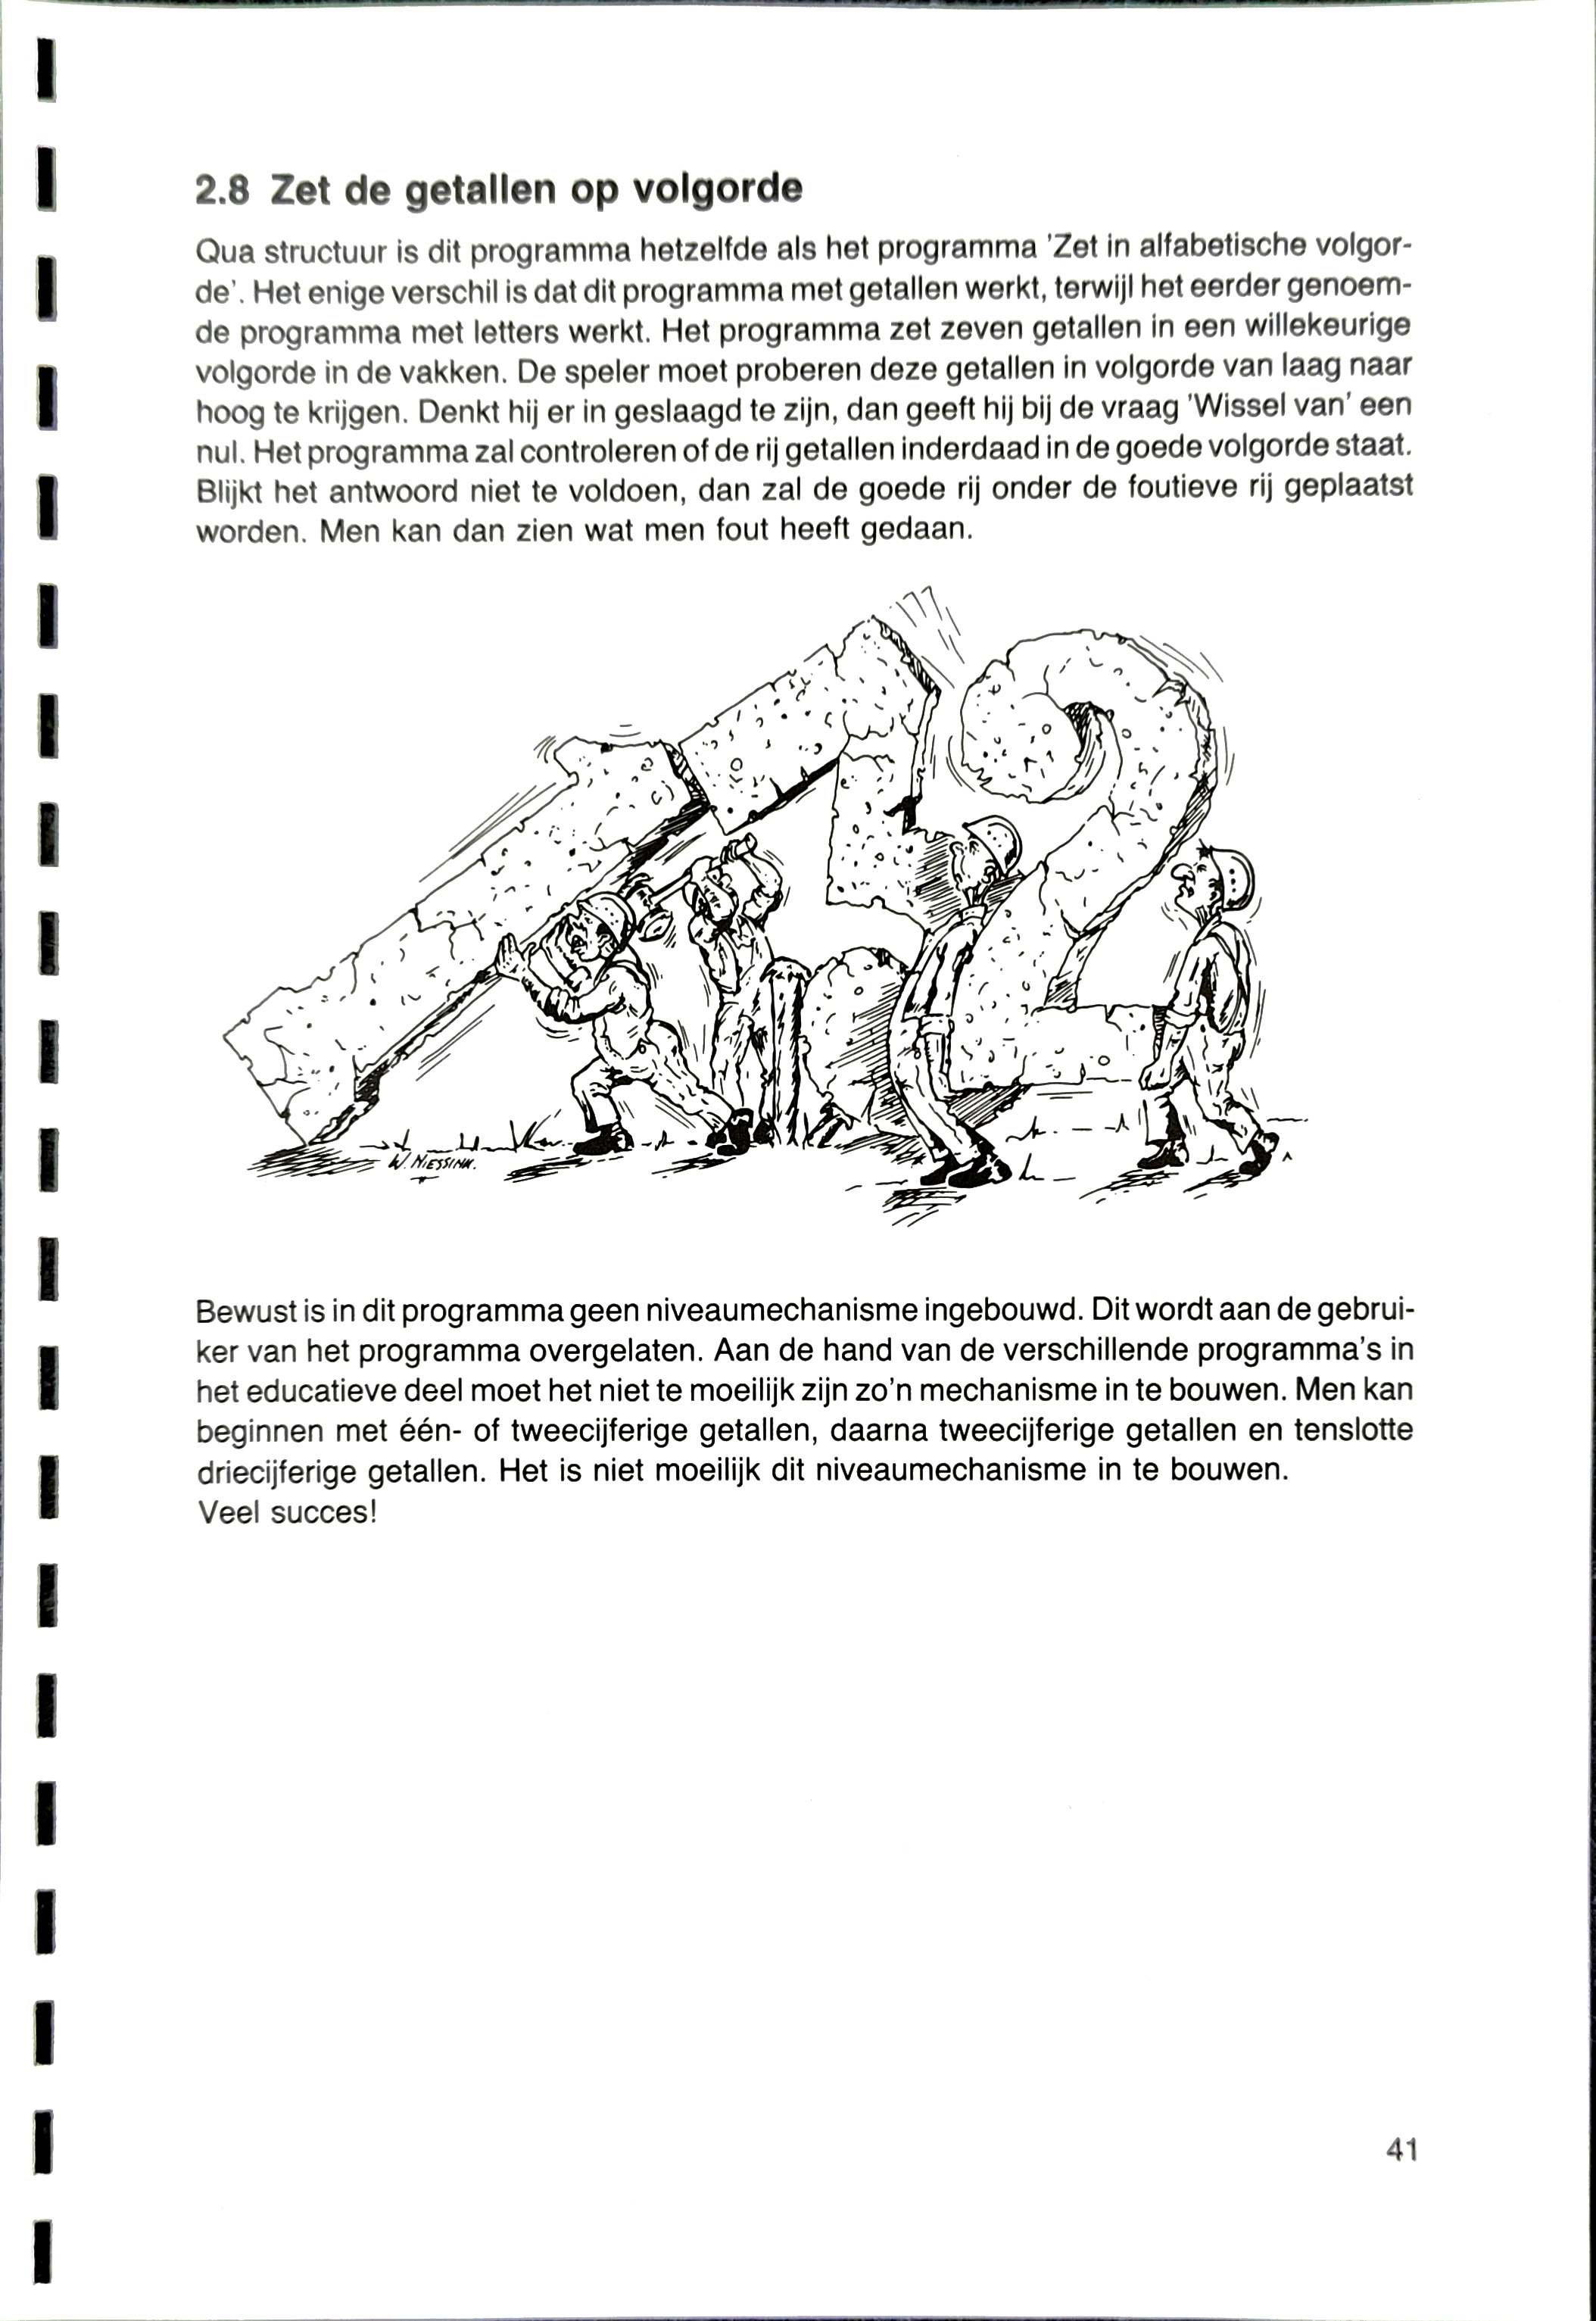 2.8 Zet de getallen op volgorde
Qua structuur is dit programma hetzelfde als het programma 'Zet in alfabetische volgor-
de'. Het enige verschil is dat dit programma met getallen werkt, terwijl het eerder genoem-
de programma met letters werkt. Het programma zet zeven getallen in een willekeurige
volgorde in de vakken. De speler moet proberen deze getallen in volgorde van laag naar
hoog te krijgen. Denkt hij er in geslaagd te zijn, dan geeft hij bij de vraag 'Wissel van' een
nul. Het programma zal controleren of de rij getallen inderdaad in de goede volgorde staat.
Blijkt het antwoord niet te voldoen, dan zal de goede rij onder de foutieve rij geplaatst
worden. Men kan dan zien wat men fout heeft gedaan.
W. NIESSINK.
Bewust is in dit programma geen niveaumechanisme ingebouwd. Dit wordt aan de gebrui-
ker van het programma overgelaten. Aan de hand van de verschillende programma's in
het educatieve deel moet het niet te moeilijk zijn zo'n mechanisme in te bouwen. Men kan
beginnen met één- of tweecijferige getallen, daarna tweecijferige getallen en tenslotte
driecijferige getallen. Het is niet moeilijk dit niveaumechanisme in te bouwen.
Veel succes!
41